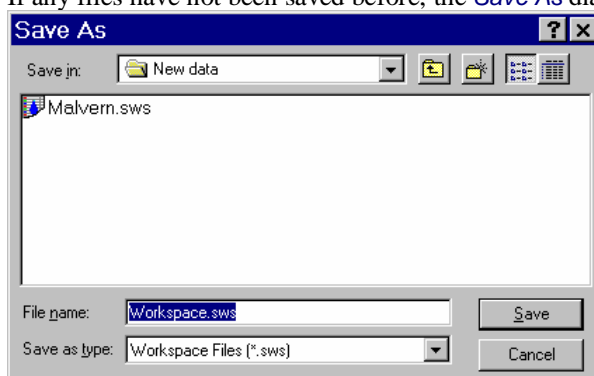 If any files have not been saved before, the Save As dia
Save As
Save in: New data
Malvern.sws
File name: Workspace.sws Save
Save as type: Workspace Files (*.sws) Cancel